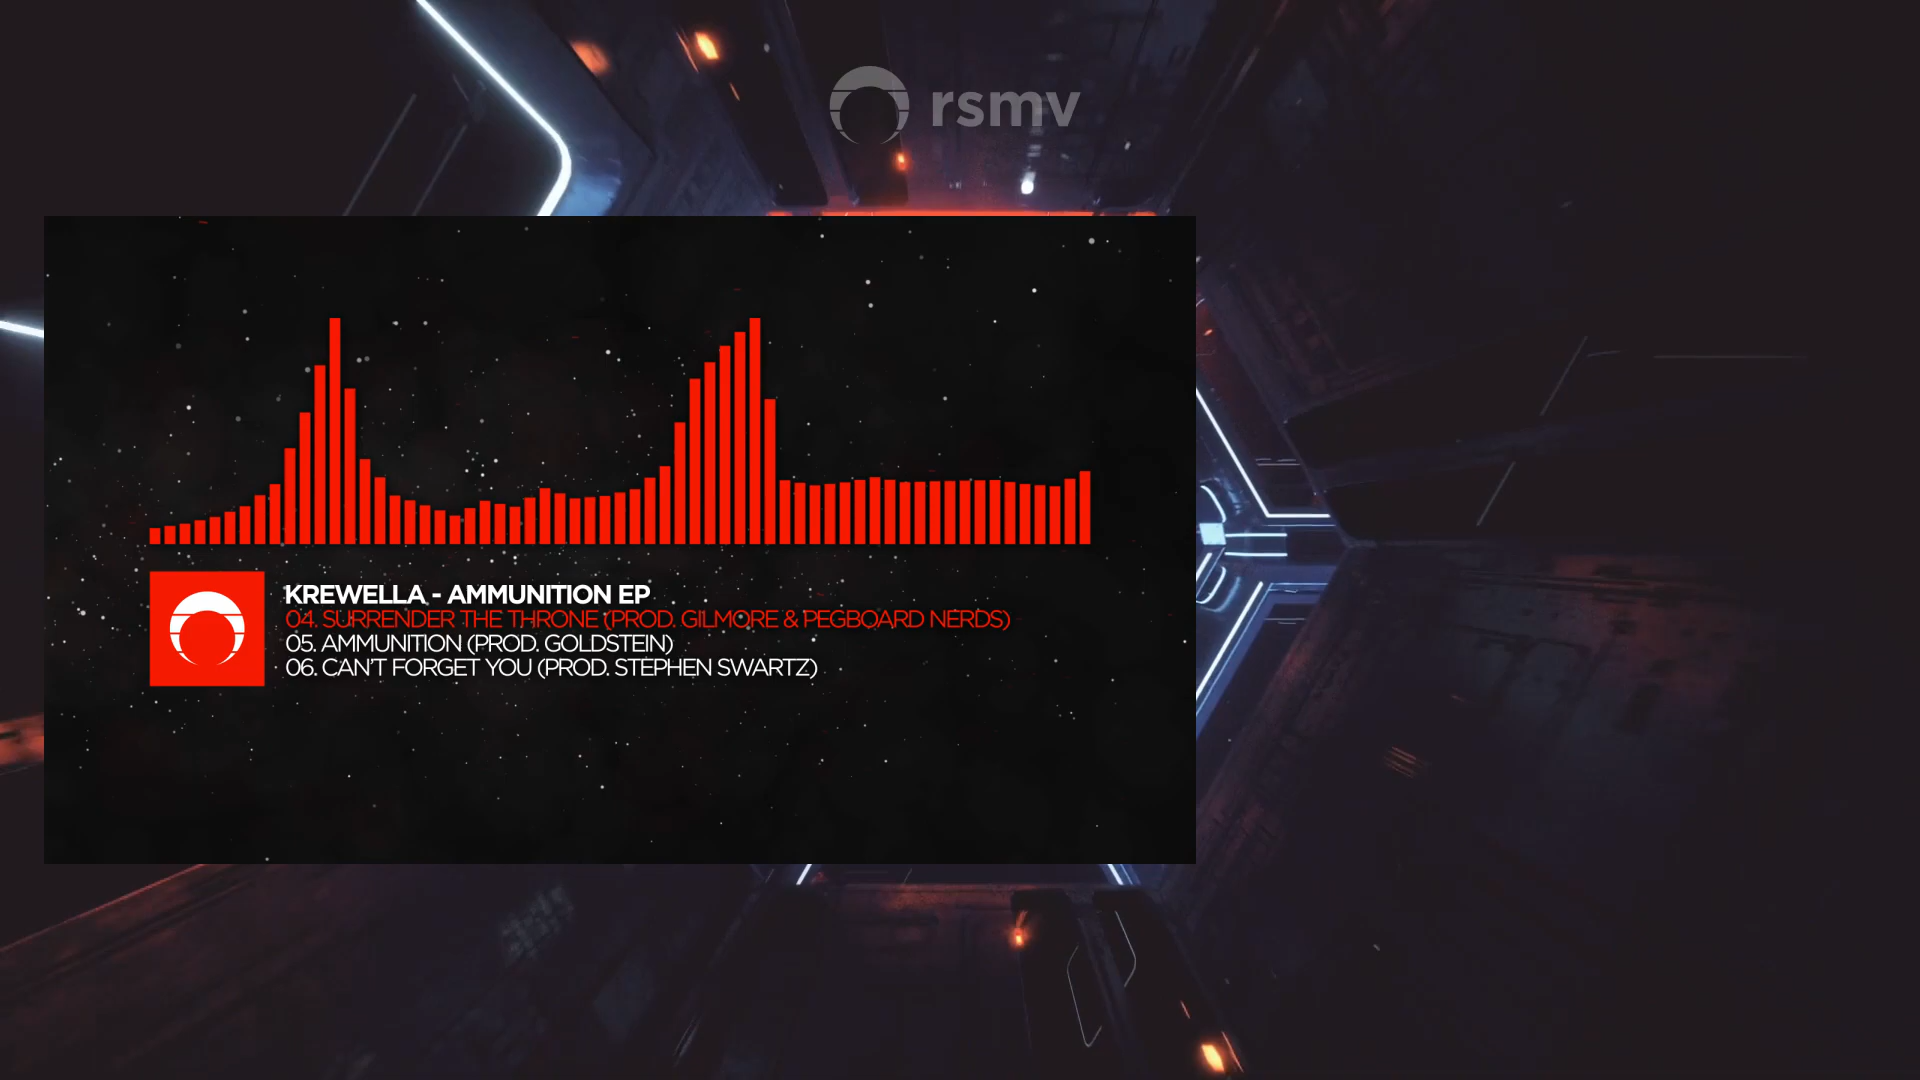 rsmv
KREWELLA - AMMUNITION EP
04. SURRENDER THE THRONE (PROD. GILMORE & PEGBOARD NERDS)
05. AMMUNITION (PROD. GOLDSTEIN)
06. CAN'T FORGET YOU (PROD. STEPHEN SWARTZ)